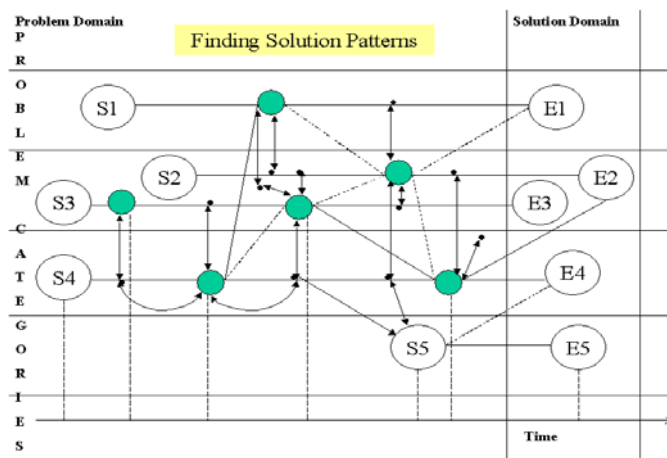 Problem Domain
Solution Domain
Finding Solution Patterns
P
R
O
B
L
E
M
C
A
T
E
G
O
R
I
E
S
S1
E1
S2
E2
S3
E3
S4
E4
S5
E5
Time